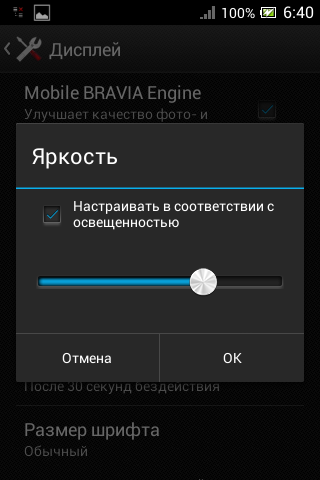 100% 6:40
Дисплей
Mobile BRAVIA Engine
Улучшает качество фото- и
Яркость
Настраивать в соответствии с
освещенностью
Отмена OK
После 30 секунд бездействия
Размер шрифта
Обычный